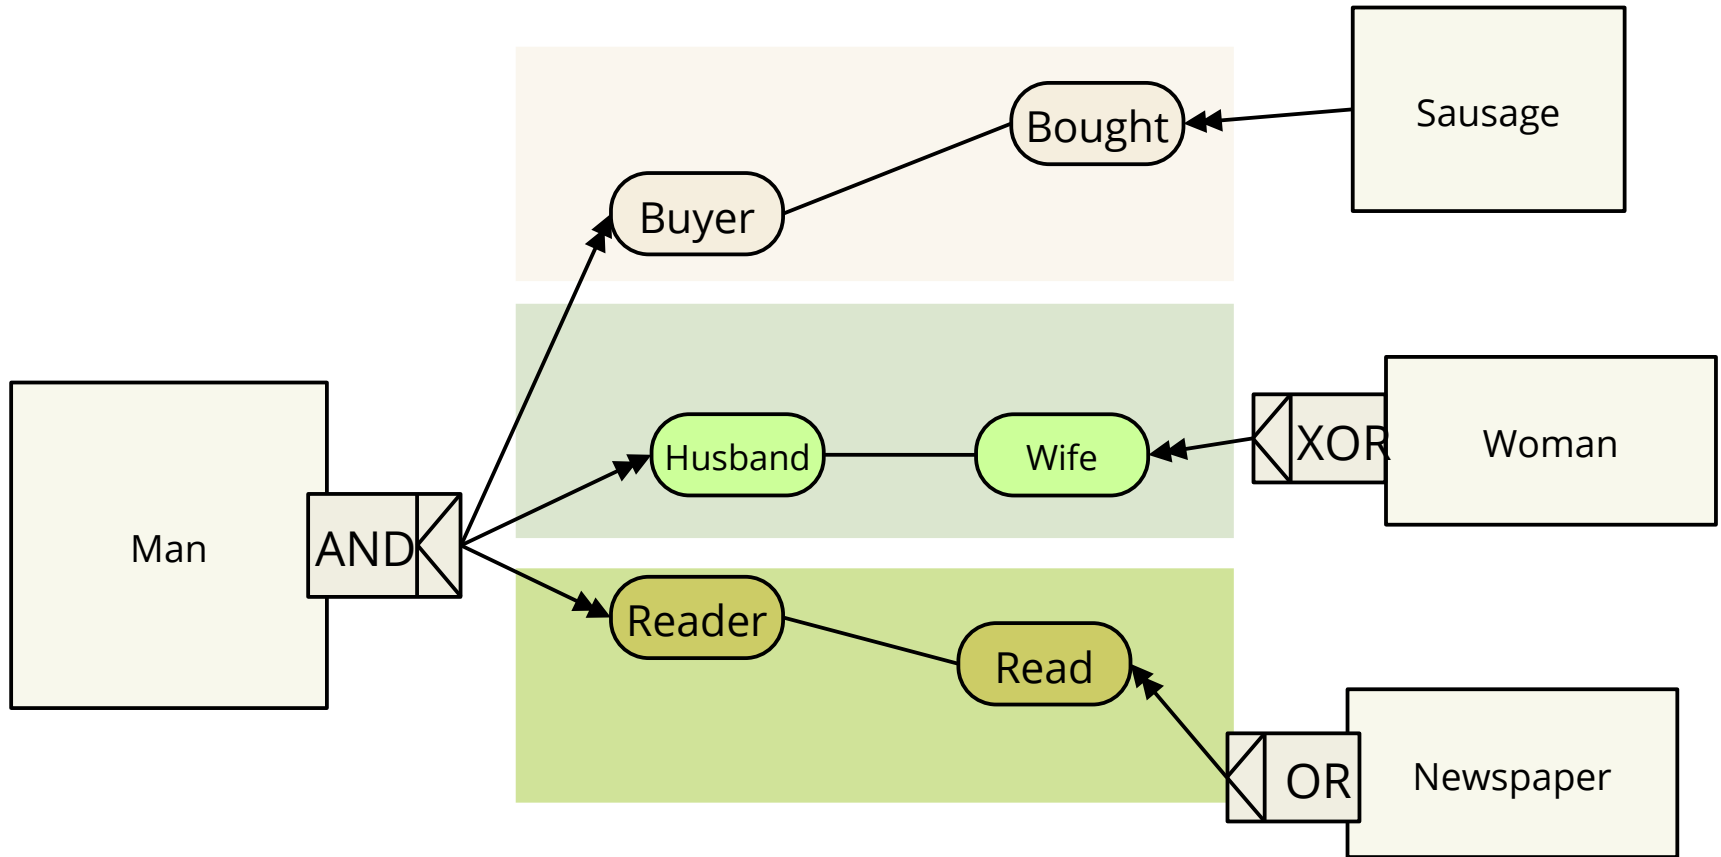 Sausage
Bought
Buyer
Husband
Wife
XOR
Woman
Man
AND
Reader
Read
OR
Newspaper